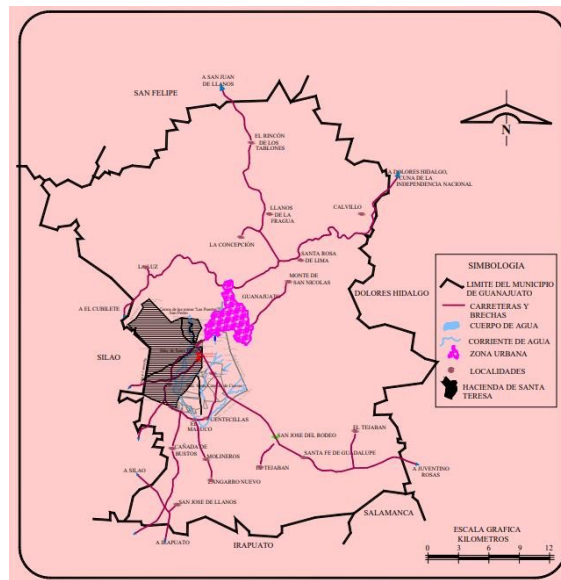 A SAN JUAN
DE LLANOS
SAN FELIPE
EL RINCÓN
DE LOS
TABLONES
N
A DOLORES HIDALGO,
CUNA DE LA
INDEPENDENCIA NACIONAL
LLANOS
DE LA
FRAGUA
CALVILLO
LA CONCEPCIÓN
SANTA ROSA
DE LIMA
LA LUZ
MONTE DE
SAN NICOLAS
GUANAJUATO
A EL CUBILETE
DOLORES HIDALGO
SILAO
SIMBOLOGIA
LIMITE DEL MUNICIPIO
DE GUANAJUATO
CARRETERAS Y
BRECHAS
CUERPO DE AGUA
CORRIENTE DE AGUA
ZONA URBANA
LOCALIDADES
HACIENDA DE SANTA
TERESA
EL
MALUCO
CAÑADA DE
BUSTOS
MOLINEROS
SAN JOSE DEL RODEO
EL TEJABAN
SANTA FE DE GUADALUPE
EL TEJABAN
A JUVENTINO
ROSAS
A SILAO
SAN JOSE DE LLANOS
SALAMANCA
A IRAPUATO
IRAPUATO
ESCALA GRAFICA
KILOMETROS
0 3 6 9 12